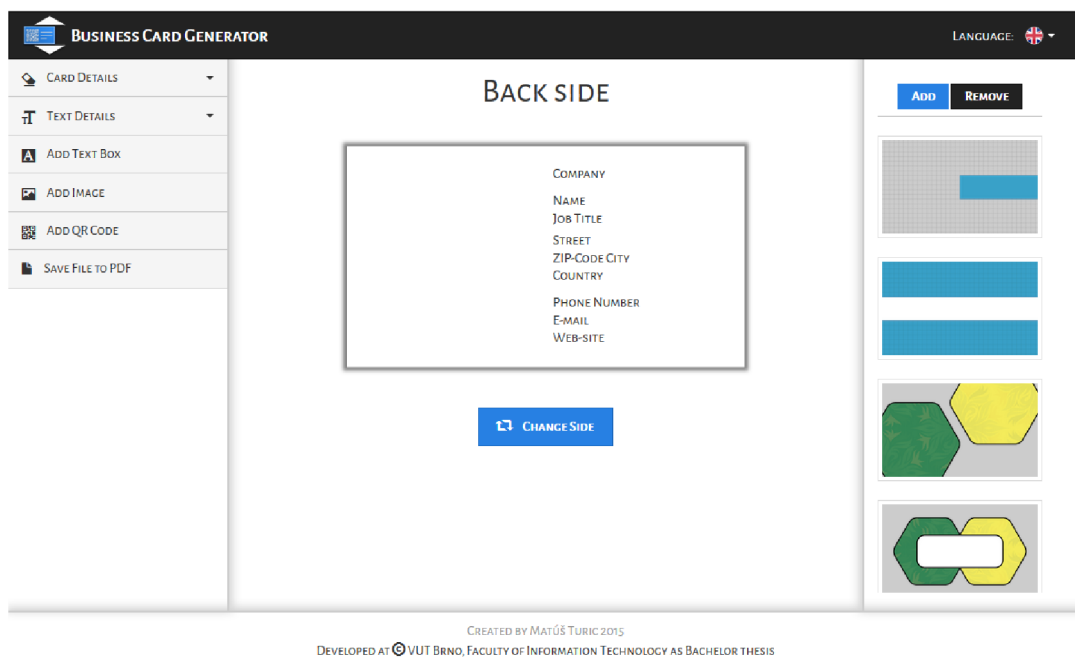 Business Card Generator
Language:
Card Details
Text Details
Add Text Box
Add Image
Add QR Code
Save File to PDF
Back side
Company
Name
Job Title
Street
ZIP-Code City
Country
Phone Number
E-mail
Web-site
Change Side
Add Remove
Created by Matúš Turic 2015
Developed at © VUT Brno, Faculty of Information Technology as Bachelor thesis